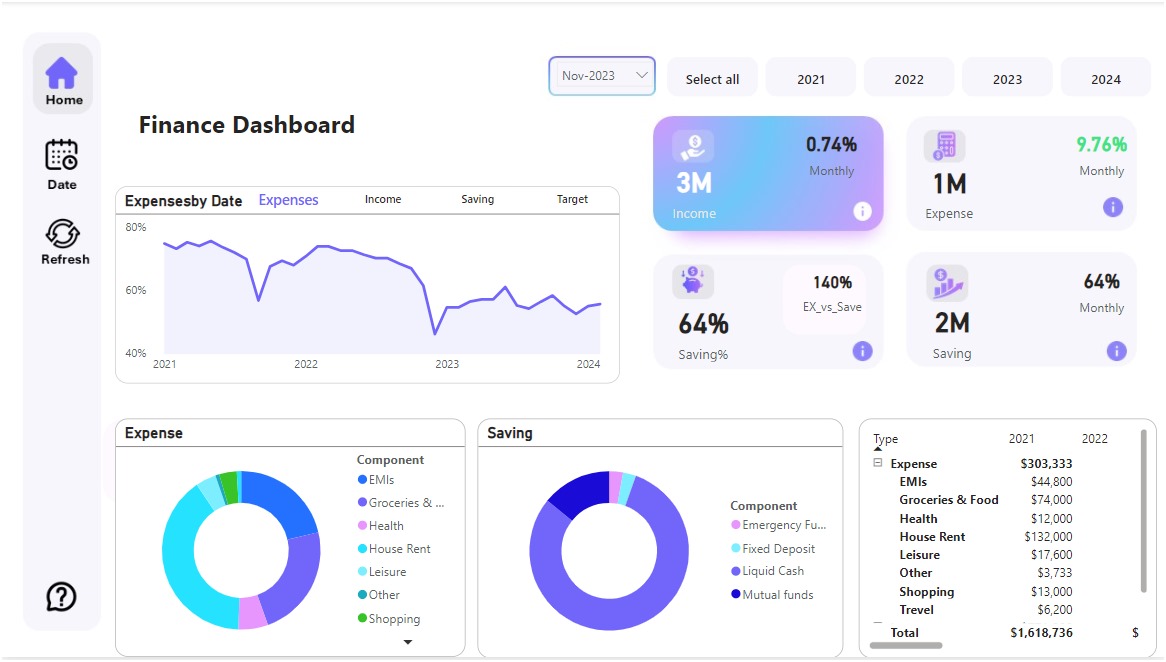 Home
Date
Refresh
Finance Dashboard
Nov-2023
Select all
2021
2022
2023
2024
3M
Income
0.74%
Monthly
1M
Expense
9.76%
Monthly
64%
Saving%
140%
EX_vs_Save
2M
Saving
64%
Monthly
Expensesby Date Expenses Income Saving Target
80%
60%
40%
2021 2022 2023 2024
Expense
Component
EMIs
Groceries & ...
Health
House Rent
Leisure
Other
Shopping
Saving
Component
Emergency Fu...
Fixed Deposit
Liquid Cash
Mutual funds
Type 2021 2022
Expense $303,333
EMIs $44,800
Groceries & Food $74,000
Health $12,000
House Rent $132,000
Leisure $17,600
Other $3,733
Shopping $13,000
Trevel $6,200
Total $1,618,736 $